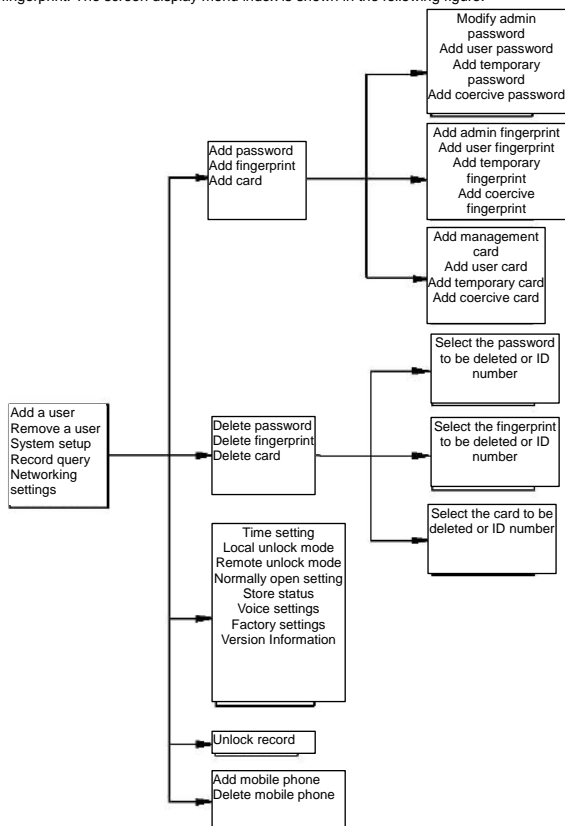 fingerprint. The screen display menu index is shown in the following figure.
Modify admin
password
Add user password
Add temporary
password
Add coercive password
Add password
Add fingerprint
Add card
Add admin fingerprint
Add user fingerprint
Add temporary
fingerprint
Add coercive
fingerprint
Add management
card
Add user card
Add temporary card
Add coercive card
Select the password
to be deleted or ID
number
Add a user
Remove a user
System setup
Record query
Networking
settings
Delete password
Delete fingerprint
Delete card
Select the fingerprint
to be deleted or ID
number
Select the card to be
deleted or ID number
Time setting
Local unlock mode
Remote unlock mode
Normally open setting
Store status
Voice settings
Factory settings
Version Information
Unlock record
Add mobile phone
Delete mobile phone